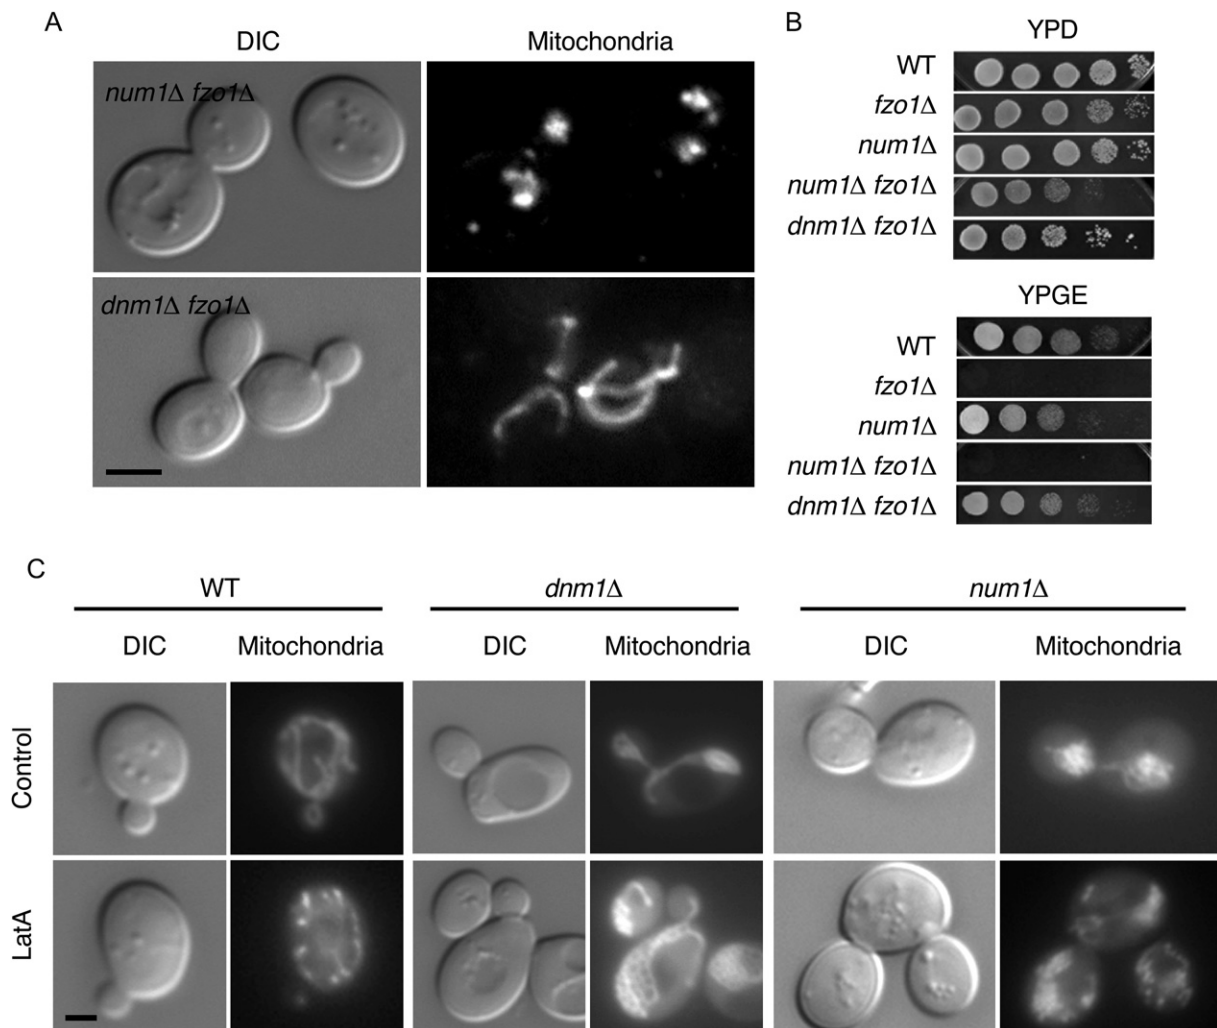 A
DIC
Mitochondria
num1Δ fzo1Δ
dnm1Δ fzo1Δ
B
YPD
WT
fzo1Δ
num1Δ
num1Δ fzo1Δ
dnm1Δ fzo1Δ
YPGE
WT
fzo1Δ
num1Δ
num1Δ fzo1Δ
dnm1Δ fzo1Δ
C
WT
dnm1Δ
num1Δ
DIC
Mitochondria
DIC
Mitochondria
DIC
Mitochondria
Control
LatA